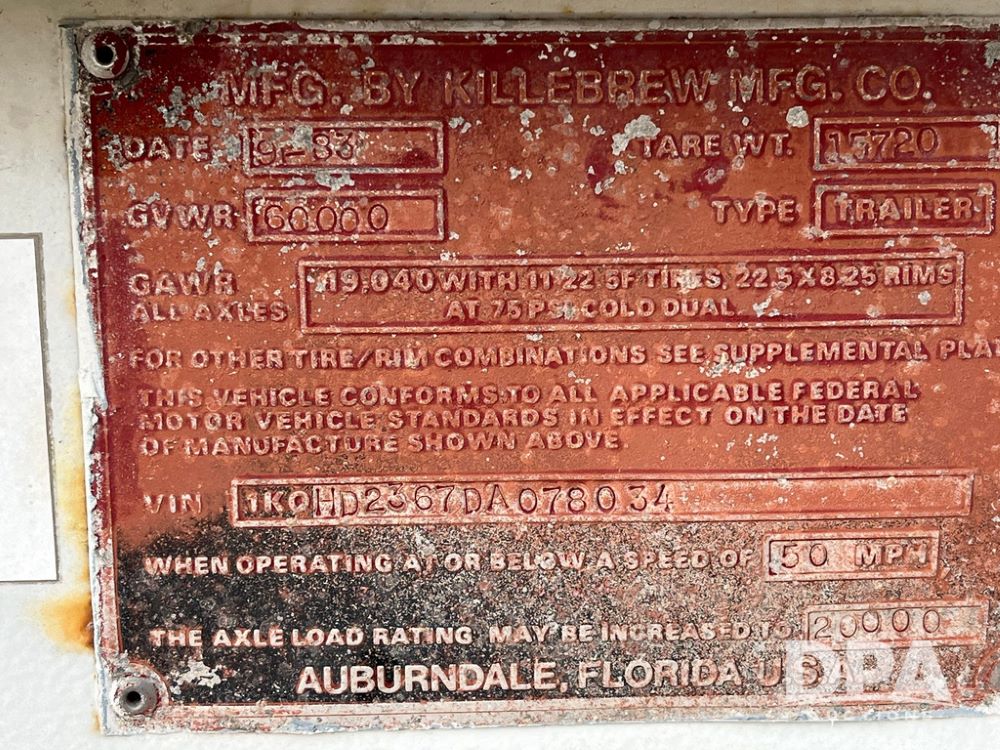 MFG. BY KILLEBREW MFG. CO.
DATE 9-83 TARE WT. 15720
GVWR 60000 TYPE TRAILER
GAWR ALL AXLES 19,040 WITH 11-22.5F TIRES, 22.5 X 8.25 RIMS
AT 75 PSI COLD DUAL
FOR OTHER TIRE/RIM COMBINATIONS SEE SUPPLEMENTAL PLAT
THIS VEHICLE CONFORMS TO ALL APPLICABLE FEDERAL
MOTOR VEHICLE STANDARDS IN EFFECT ON THE DATE
OF MANUFACTURE SHOWN ABOVE.
VIN 1K9HD2367DA078034
WHEN OPERATING AT OR BELOW A SPEED OF 50 MPH
THE AXLE LOAD RATING MAY BE INCREASED TO 20000
AUBURNDALE, FLORIDA U S A
DPA